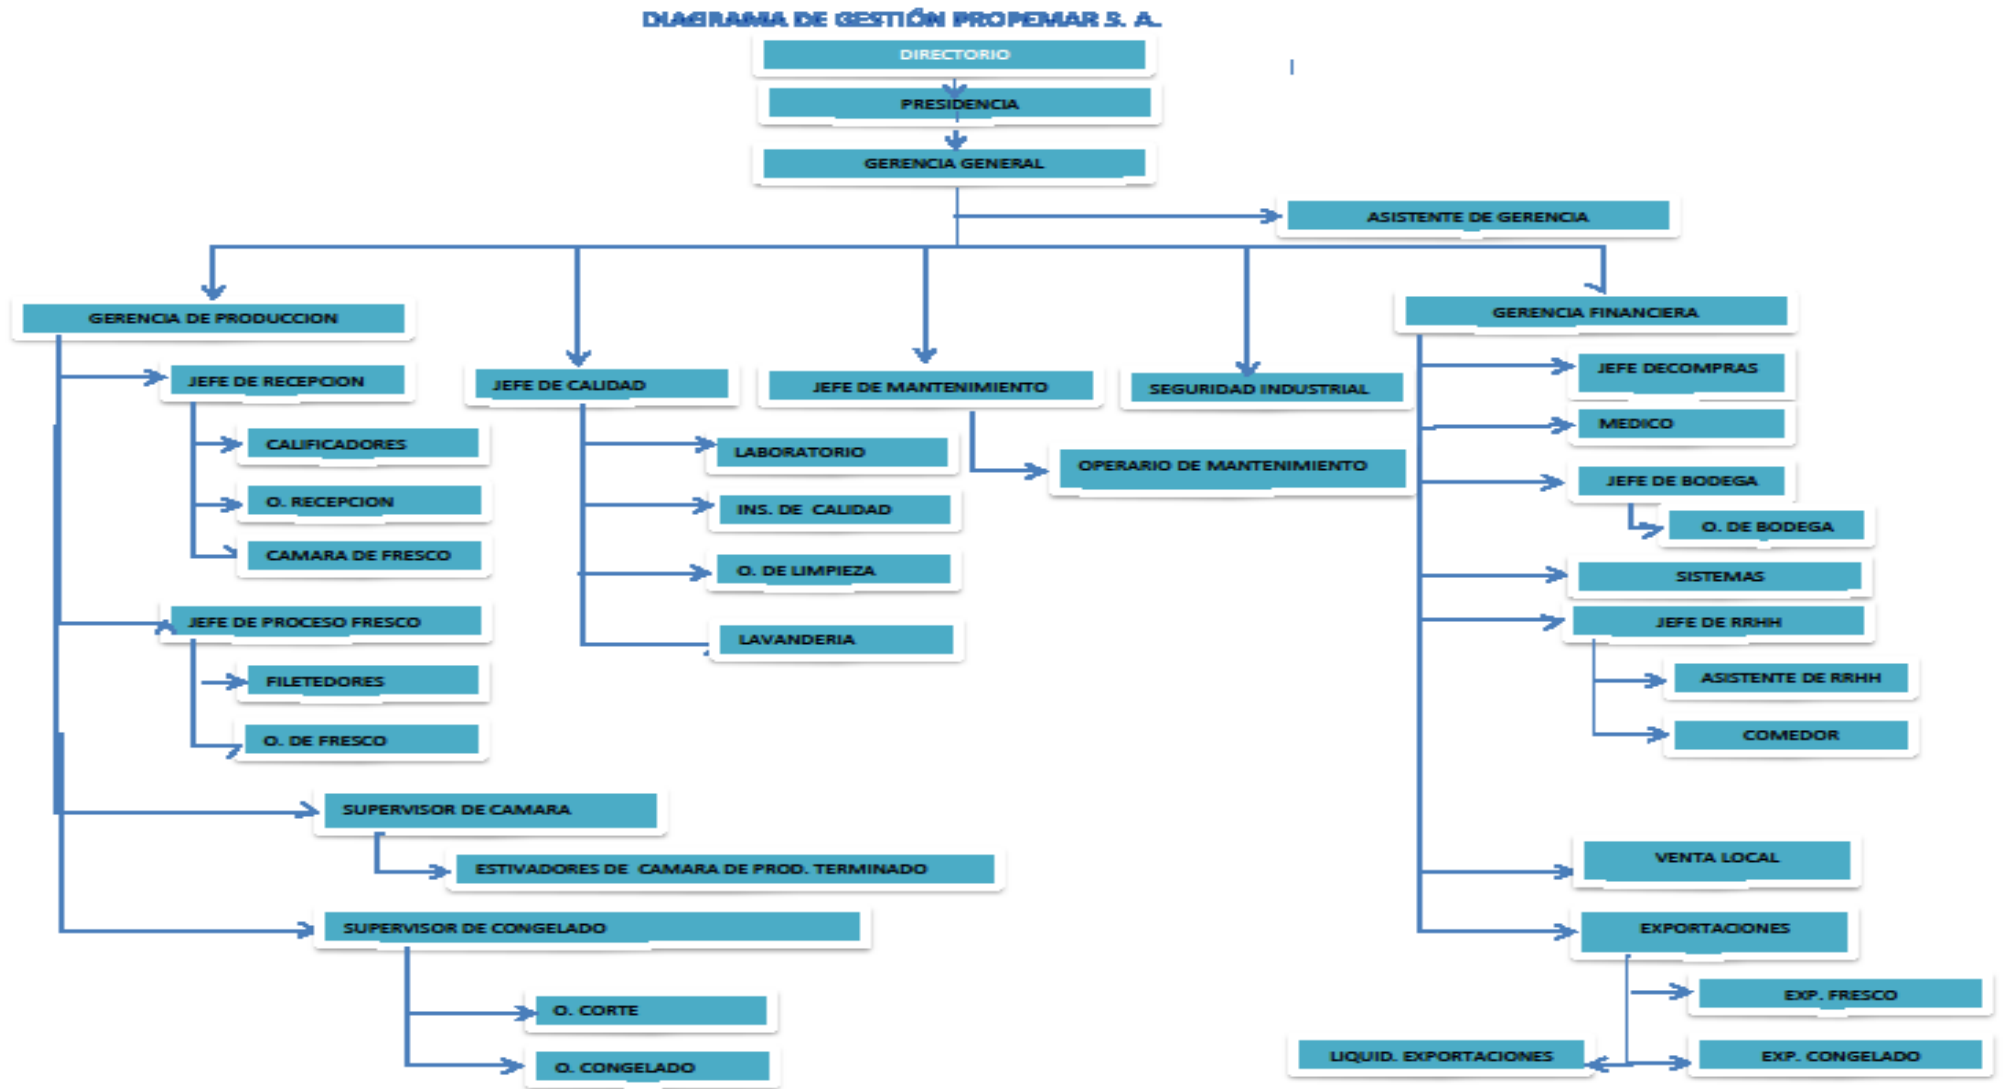 DIAGRAMA DE GESTIÓN PROPEMAR S. A.
DIRECTORIO
PRESIDENCIA
GERENCIA GENERAL
ASISTENTE DE GERENCIA
GERENCIA DE PRODUCCION
JEFE DE RECEPCION
CALIFICADORES
O. RECEPCION
CAMARA DE FRESCO
JEFE DE PROCESO FRESCO
FILETEDORES
O. DE FRESCO
SUPERVISOR DE CAMARA
ESTIVADORES DE CAMARA DE PROD. TERMINADO
SUPERVISOR DE CONGELADO
O. CORTE
O. CONGELADO
JEFE DE CALIDAD
LABORATORIO
INS. DE CALIDAD
O. DE LIMPIEZA
LAVANDERIA
JEFE DE MANTENIMIENTO
OPERARIO DE MANTENIMIENTO
SEGURIDAD INDUSTRIAL
GERENCIA FINANCIERA
JEFE DECOMPRAS
MEDICO
JEFE DE BODEGA
O. DE BODEGA
SISTEMAS
JEFE DE RRHH
ASISTENTE DE RRHH
COMEDOR
VENTA LOCAL
EXPORTACIONES
EXP. FRESCO
LIQUID. EXPORTACIONES
EXP. CONGELADO